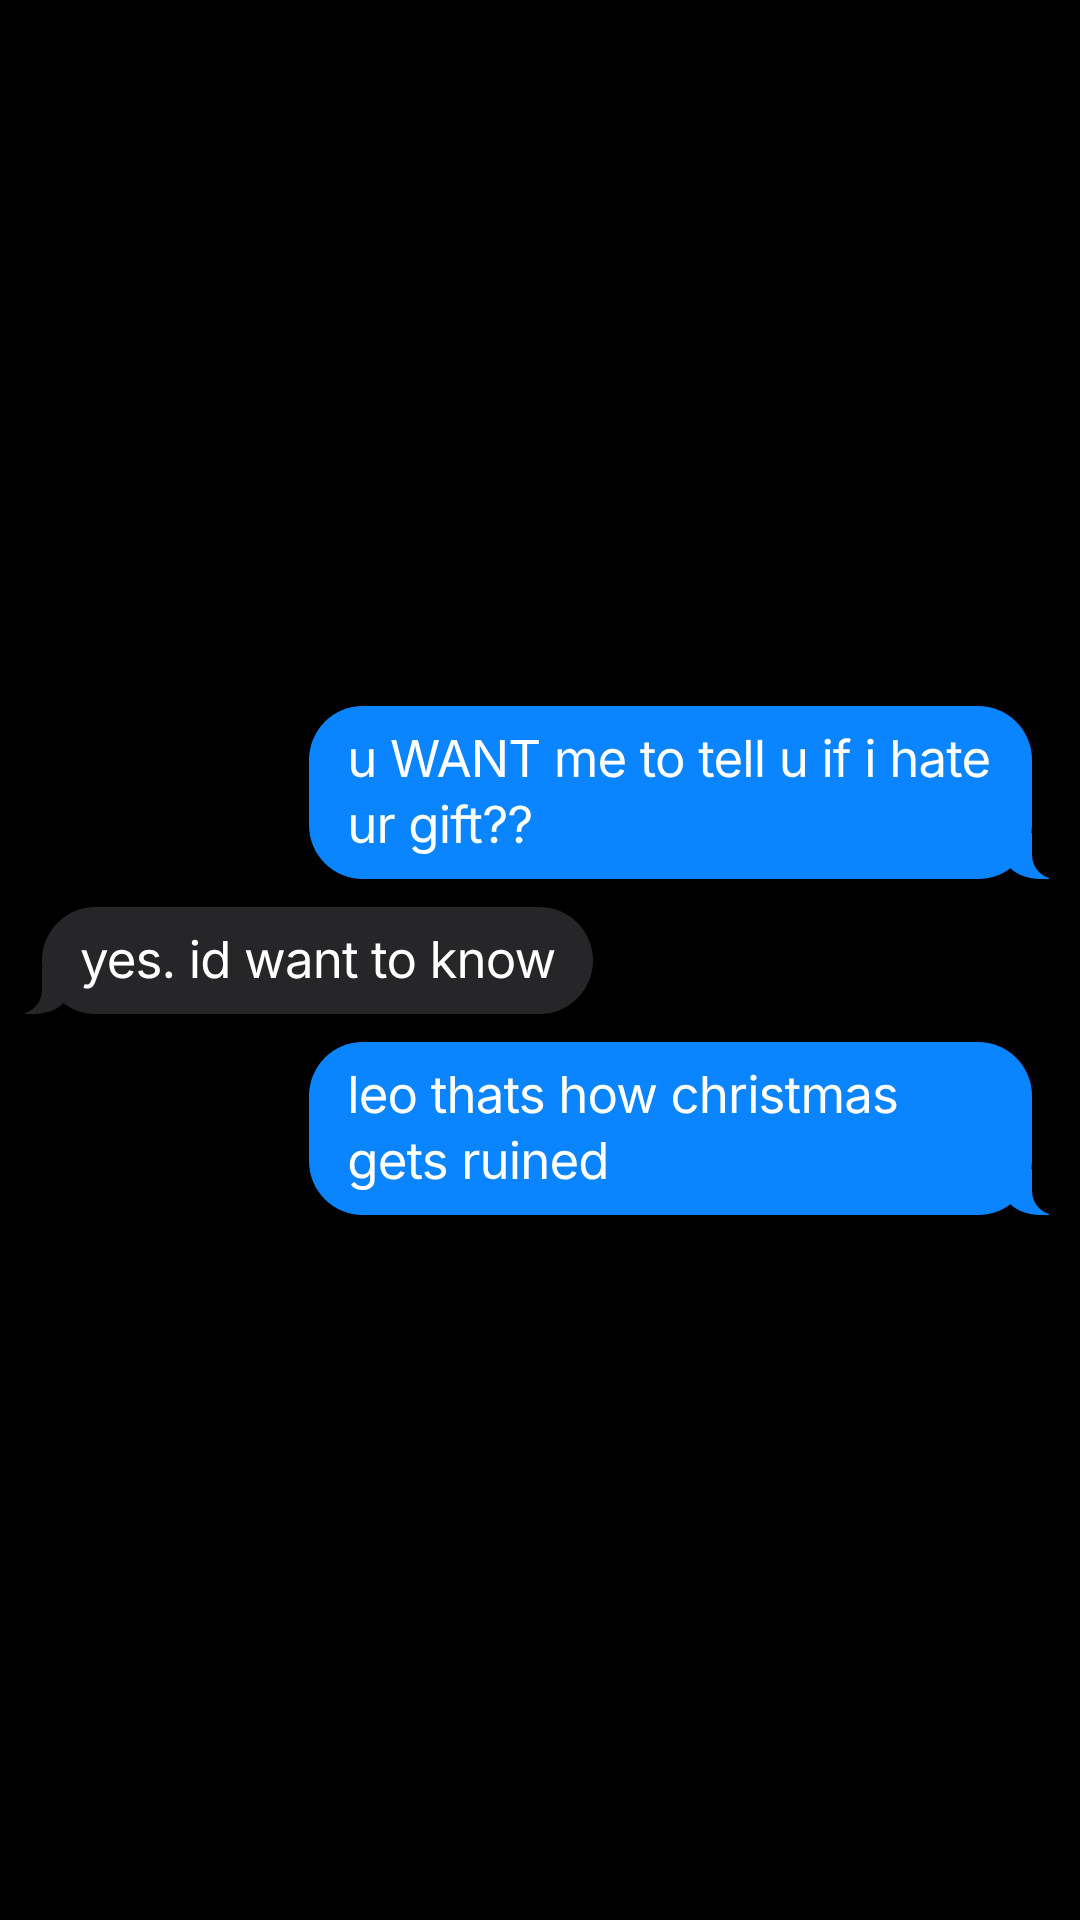 u WANT me to tell u if i hate
ur gift??
yes. id want to know
leo thats how christmas
gets ruined